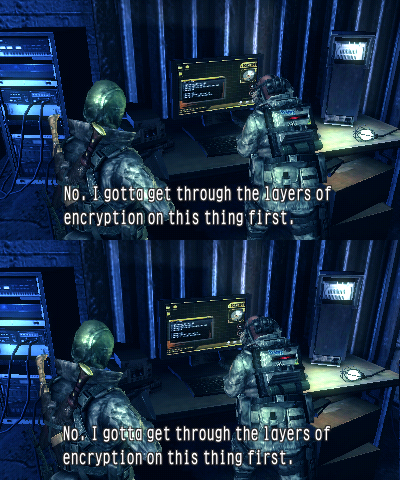 No. I gotta get through the layers of
encryption on this thing first.
No. I gotta get through the layers of
encryption on this thing first.